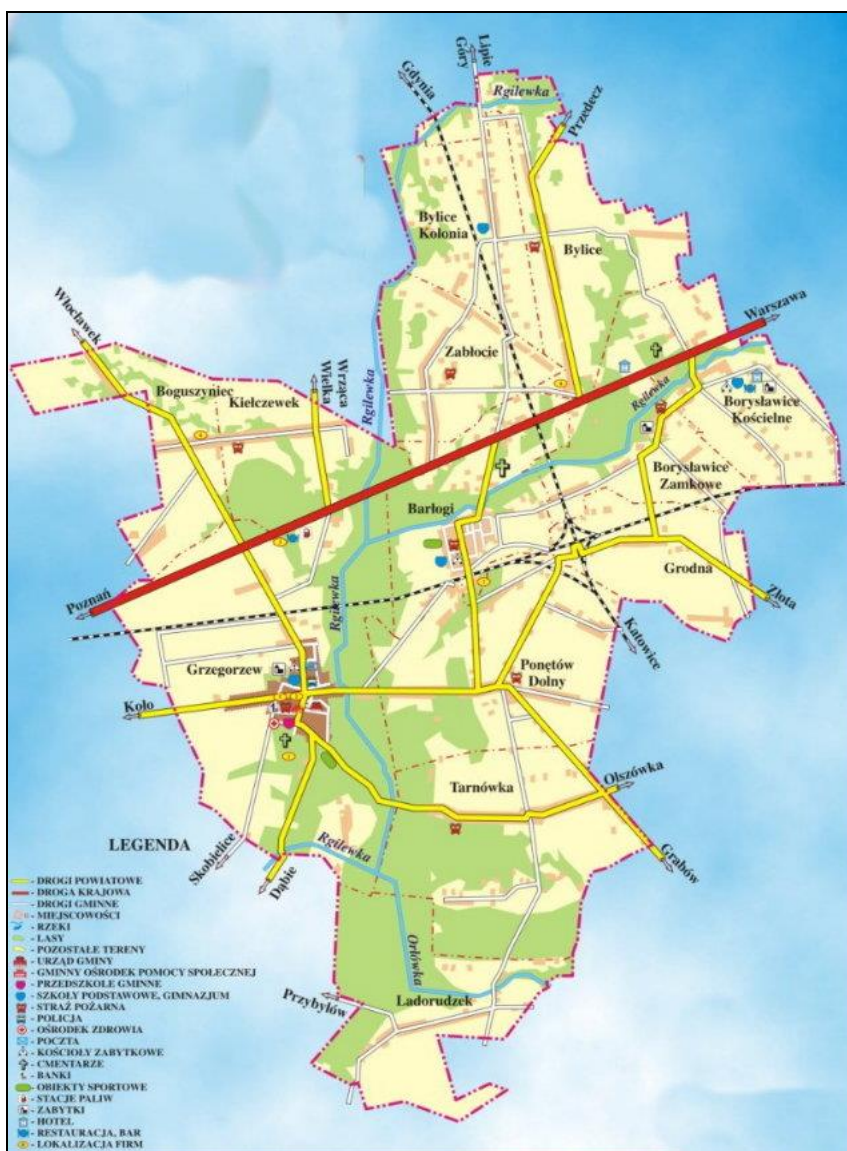 Lipie
Góry
Gdynia
Rgilewka
Przedecz
Bylice
Kolonia
Bylice
Włocławek
Warszawa
Zabłocie
Wrząca
Wielka
Boguszyniec
Kiełczewek
Rgilewka
Rgilewka
Borysławice
Kościelne
Borysławice
Zamkowe
Barłogi
Grodna
Złota
Poznań
Rgilewka
Katowice
Grzegorzew
Ponętów
Dolny
Koło
Tarnówka
Olszówka
Grabów
Skobielice
Dąbie
Rgilewka
Orłówka
Przybyłów
Ladorudzek
LEGENDA
- DROGI POWIATOWE
- DROGA KRAJOWA
- DROGI GMINNE
- MIEJSCOWOŚCI
- RZEKI
- LASY
- POZOSTAŁE TERENY
- URZĄD GMINY
- GMINNY OŚRODEK POMOCY SPOŁECZNEJ
- PRZEDSZKOLE GMINNE
- SZKOŁY PODSTAWOWE, GIMNAZJUM
- STRAŻ POŻARNA
- POLICJA
- OŚRODEK ZDROWIA
- POCZTA
- KOŚCIOŁY ZABYTKOWE
- CMENTARZE
- BANKI
- OBIEKTY SPORTOWE
- STACJE PALIW
- ZABYTKI
- HOTEL
- RESTAURACJA, BAR
- LOKALIZACJA FIRM